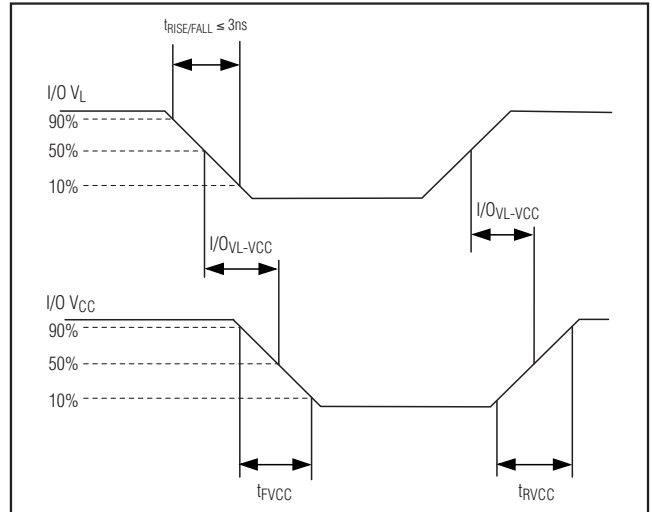 tRISE/FALL ≤ 3ns
I/O VL
90%
50%
10%
I/OVL-VCC
I/OVL-VCC
I/O VCC
90%
50%
10%
tFVCC
tRVCC